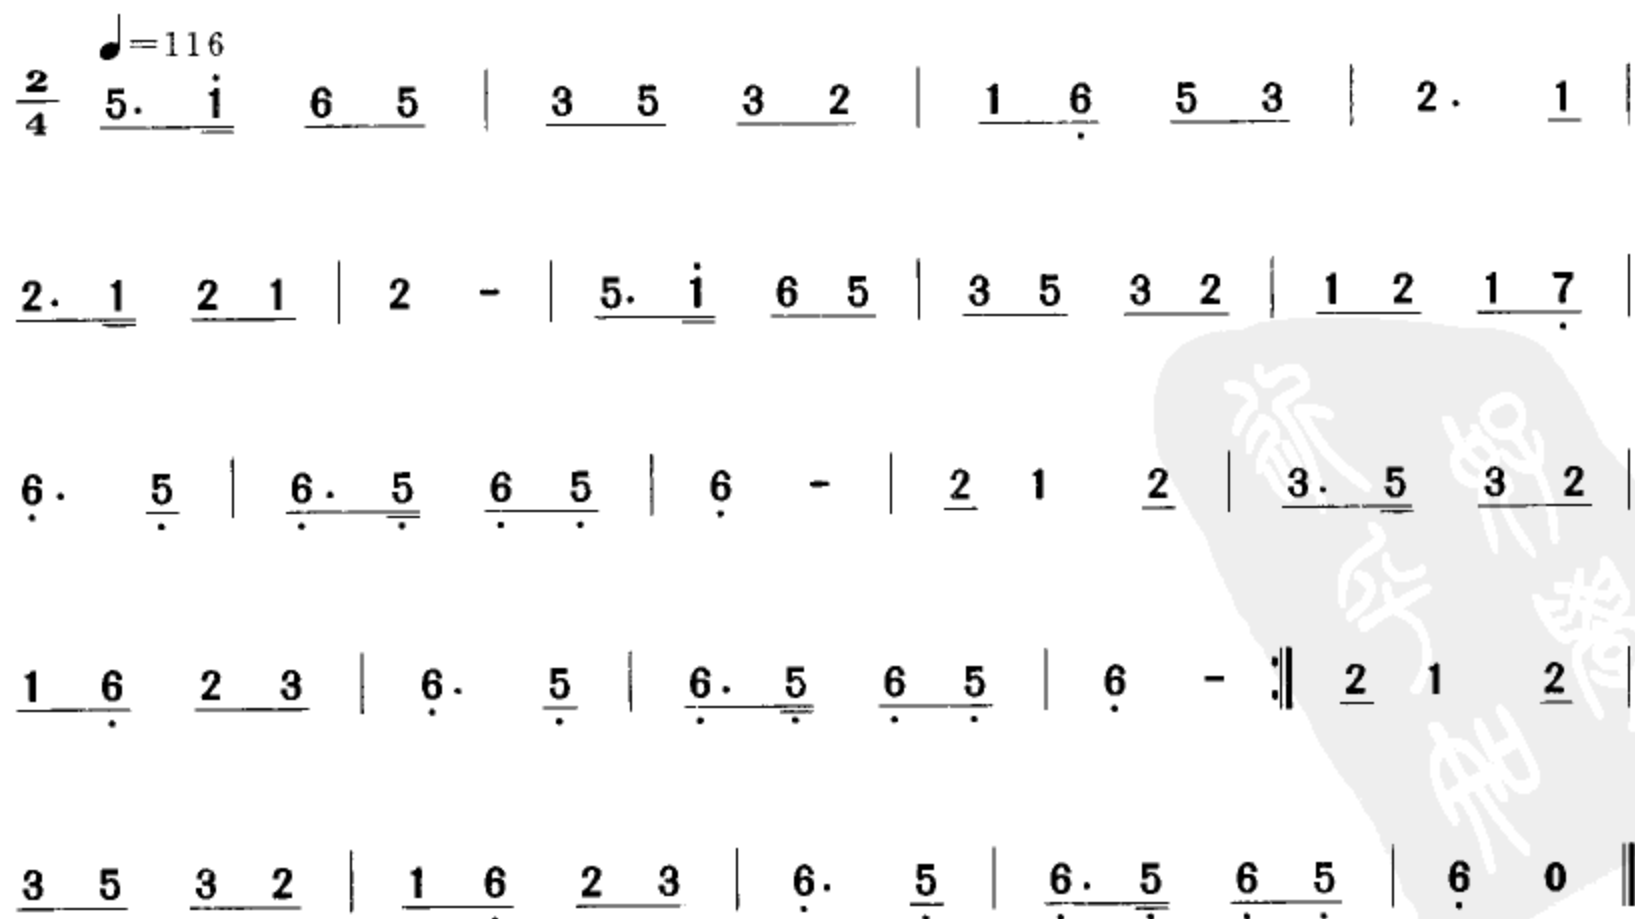 ♩=116
2/4 5. i̇ 6 5 | 3 5 3 2 | 1 6̣ 5 3 | 2. 1 |
2. 1 2 1 | 2 - | 5. i̇ 6 5 | 3 5 3 2 | 1 2 1 7̣ |
6̣. 5̣ | 6̣. 5̣ 6̣ 5̣ | 6̣ - | 2 1 2 | 3. 5 3 2 |
1 6̣ 2 3 | 6̣. 5̣ | 6̣. 5̣ 6̣ 5̣ | 6̣ - :‖ 2 1 2 |
3 5 3 2 | 1 6̣ 2 3 | 6̣. 5̣ | 6̣. 5̣ 6̣ 5̣ | 6̣ 0 ‖